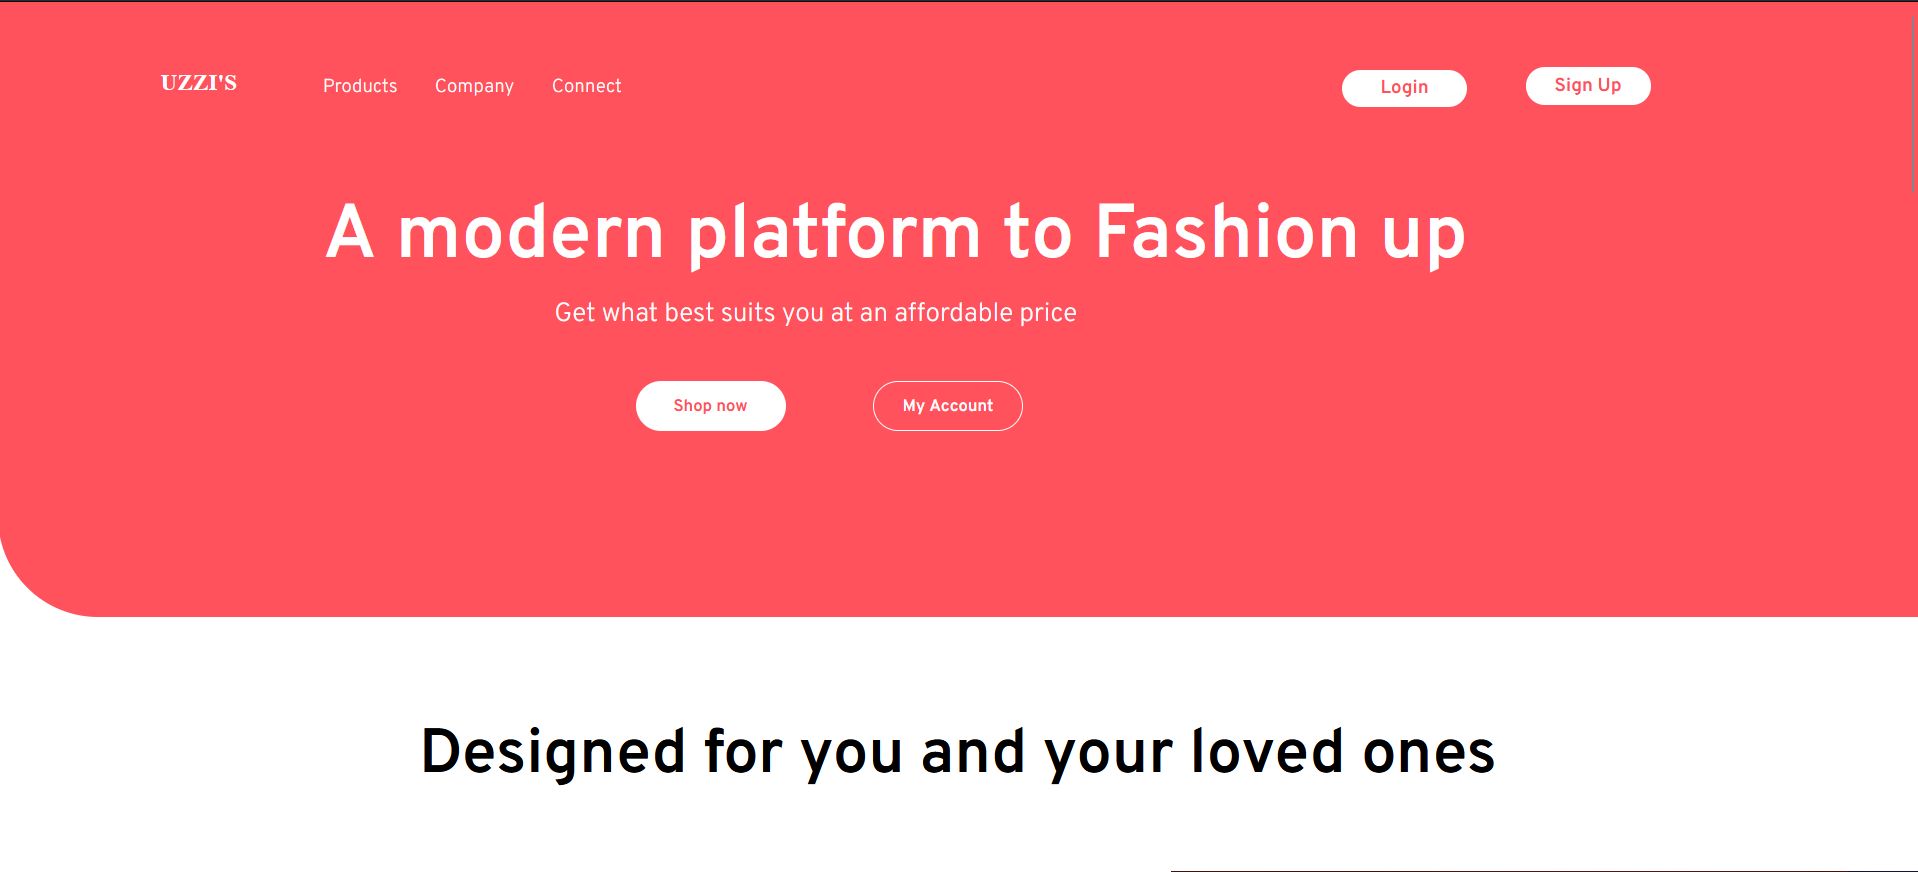 UZZI'S Products Company Connect Login Sign Up
A modern platform to Fashion up
Get what best suits you at an affordable price
Shop now My Account
Designed for you and your loved ones